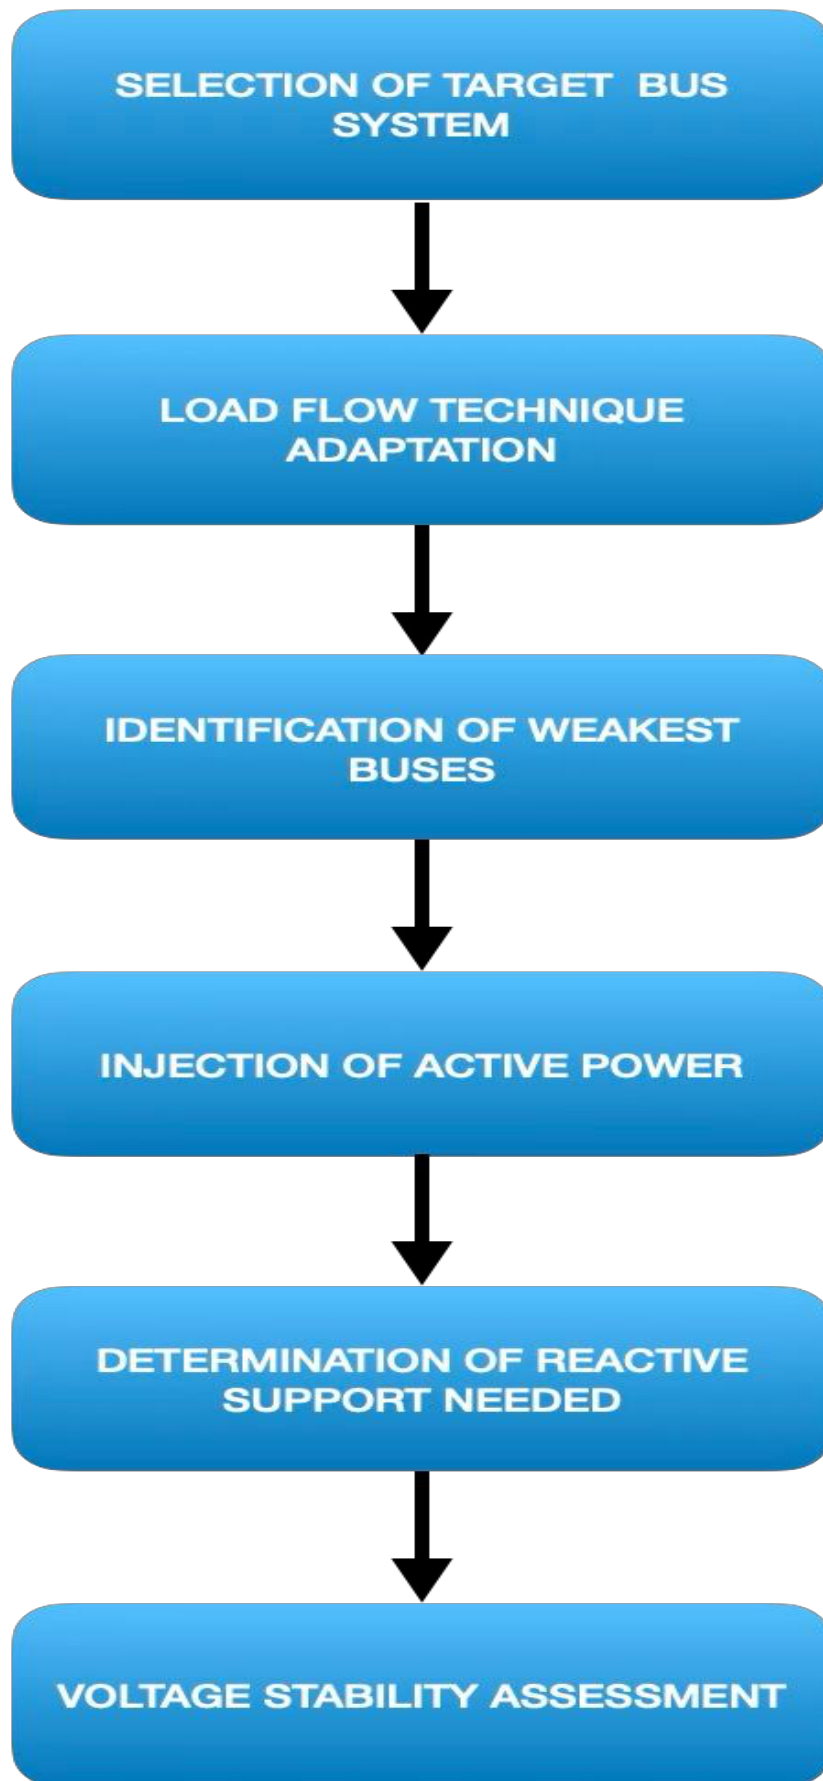 SELECTION OF TARGET  BUS
SYSTEM
LOAD FLOW TECHNIQUE
ADAPTATION
IDENTIFICATION OF WEAKEST
BUSES
INJECTION OF ACTIVE POWER
DETERMINATION OF REACTIVE
SUPPORT NEEDED
VOLTAGE STABILITY ASSESSMENT